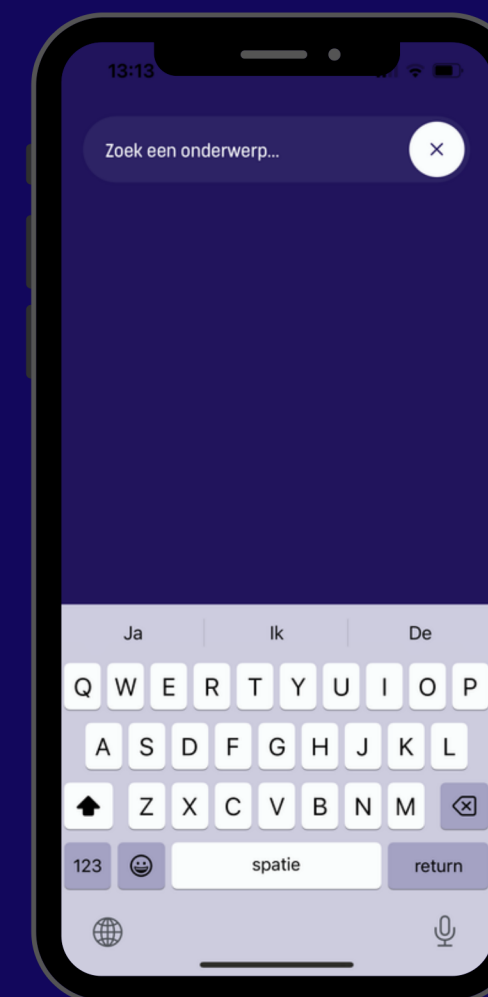 13:13
Zoek een onderwerp...
Ja Ik De
Q W E R T Y U I O P
A S D F G H J K L
Z X C V B N M
123 spatie return